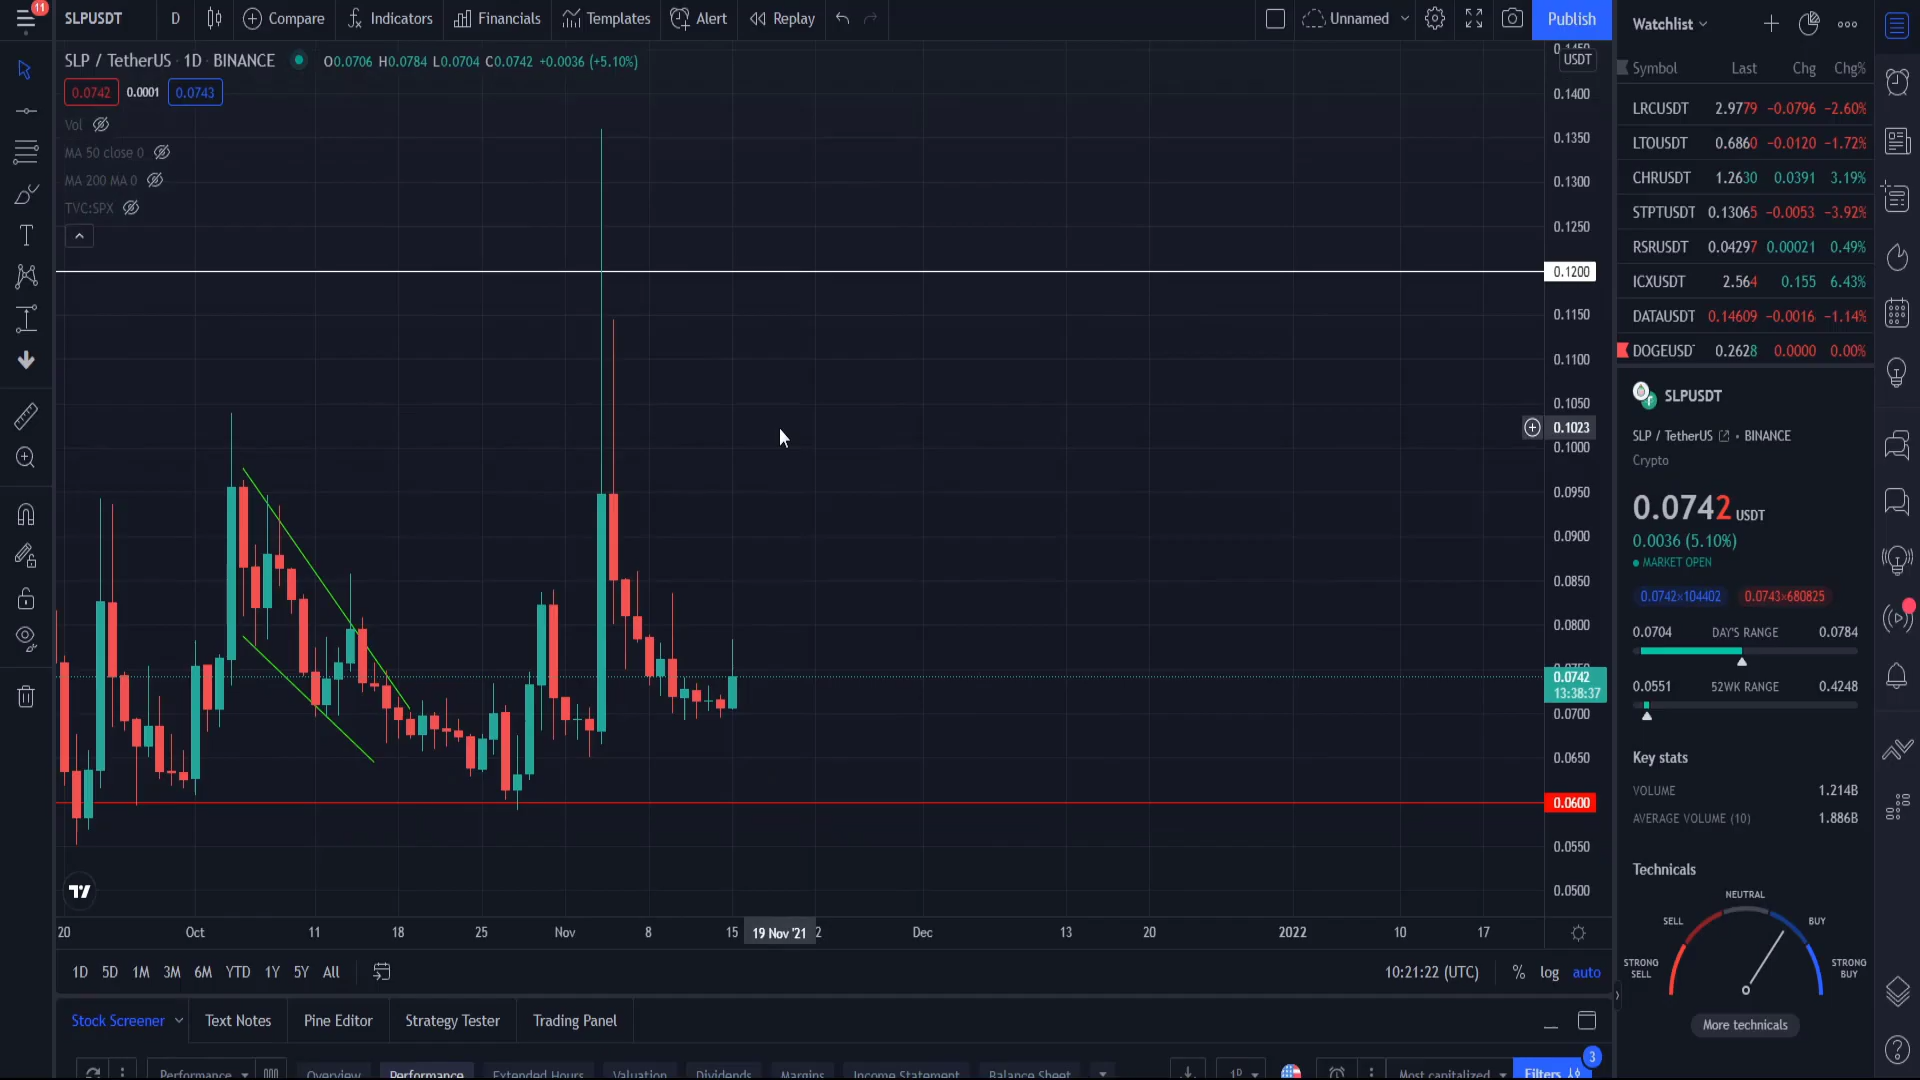 11
SLPUSDT D Compare Indicators Financials Templates Alert Replay Unnamed Publish
SLP / TetherUS · 1D · BINANCE O0.0706 H0.0784 L0.0704 C0.0742 +0.0036 (+5.10%)
0.0742 0.0001 0.0743
Vol
MA 50 close 0
MA 200 MA 0
TVC:SPX
USDT
0.1400
0.1350
0.1300
0.1250
0.1200
0.1150
0.1100
0.1050
0.1023
0.1000
0.0950
0.0900
0.0850
0.0800
0.0742
13:38:37
0.0700
0.0650
0.0600
0.0550
0.0500
20 Oct 11 18 25 Nov 8 15 19 Nov '21 2 Dec 13 20 2022 10 17
1D 5D 1M 3M 6M YTD 1Y 5Y All 10:21:22 (UTC) % log auto
Stock Screener Text Notes Pine Editor Strategy Tester Trading Panel
Performance Overview Performance Extended Hours Valuation Dividends Margins Income Statement Balance Sheet 1D Most capitalized Filters 3
Watchlist
Symbol Last Chg Chg%
LRCUSDT 2.9779 −0.0796 −2.60%
LTOUSDT 0.6860 −0.0120 −1.72%
CHRUSDT 1.2630 0.0391 3.19%
STPTUSDT 0.13065 −0.0053 −3.92%
RSRUSDT 0.04297 0.00021 0.49%
ICXUSDT 2.564 0.155 6.43%
DATAUSDT 0.14609 −0.0016 −1.14%
DOGEUSD 0.2628 0.0000 0.00%
SLPUSDT
SLP / TetherUS • BINANCE
Crypto
0.0742 USDT
0.0036 (5.10%)
MARKET OPEN
0.0742×104402 0.0743×680825
0.0704 DAY'S RANGE 0.0784
0.0551 52WK RANGE 0.4248
Key stats
VOLUME 1.214B
AVERAGE VOLUME (10) 1.886B
Technicals
NEUTRAL
SELL BUY
STRONG SELL STRONG BUY
More technicals